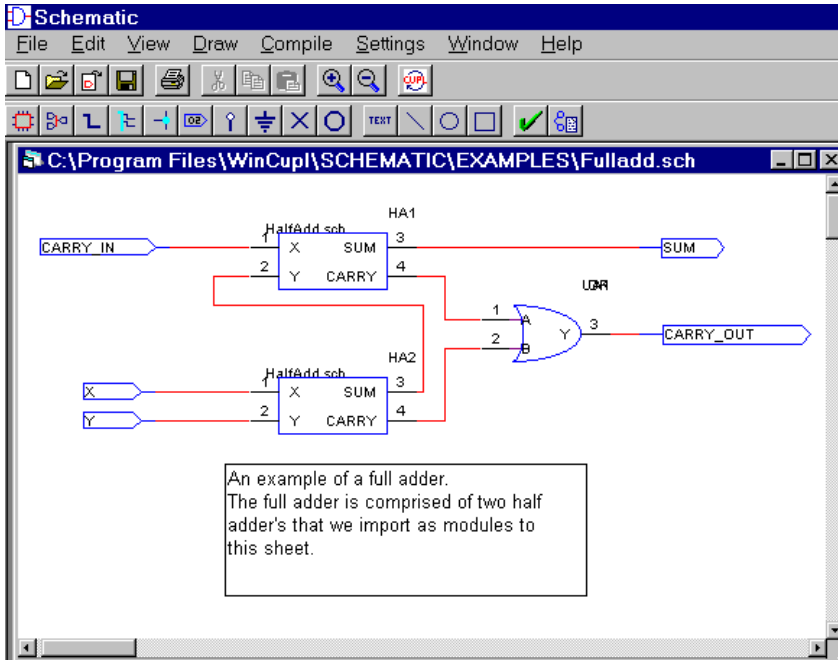 Schematic
File Edit View Draw Compile Settings Window Help
CUPL
02 TEXT
C:\Program Files\WinCupl\SCHEMATIC\EXAMPLES\Fulladd.sch
HA1
HalfAdd.sch
CARRY_IN 1 X SUM 3 SUM
2 Y CARRY 4
1 A
Y 3 CARRY_OUT
2 B
HA2
HalfAdd.sch
X 1 X SUM 3
Y 2 Y CARRY 4
An example of a full adder.
The full adder is comprised of two half
adder's that we import as modules to
this sheet.